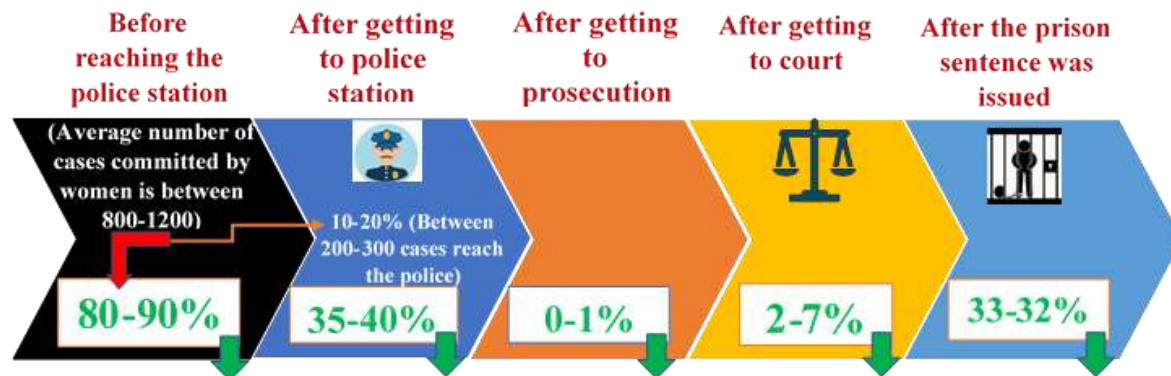 Before
reaching the
police station
(Average number of
cases committed by
women is between
800-1200)
80-90%
After getting
to police
station
10-20% (Between
200-300 cases reach
the police)
35-40%
After getting
to
prosecution
0-1%
After getting
to court
2-7%
After the prison
sentence was
issued
33-32%